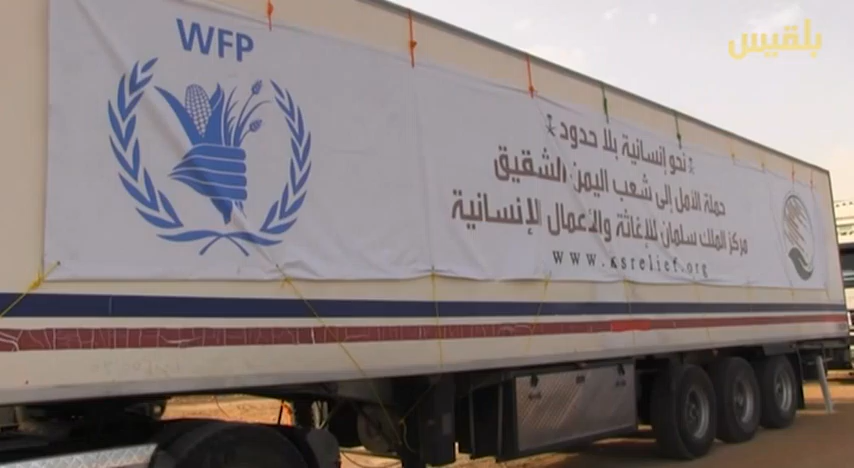 بلقيس
WFP
نحو إنسانية بلا حدود
حملة الأمل إلى شعب اليمن الشقيق
مركز الملك سلمان للإغاثة والأعمال الإنسانية
www.ksrelief.org